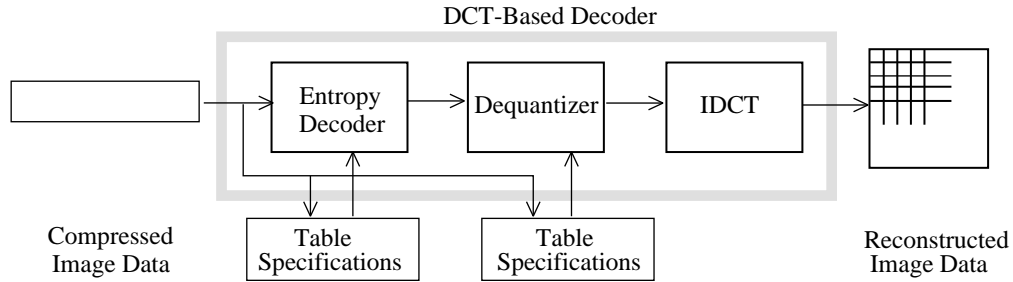 DCT-Based Decoder
Entropy
Decoder
Dequantizer
IDCT
Table
Specifications
Table
Specifications
Compressed
Image Data
Reconstructed
Image Data